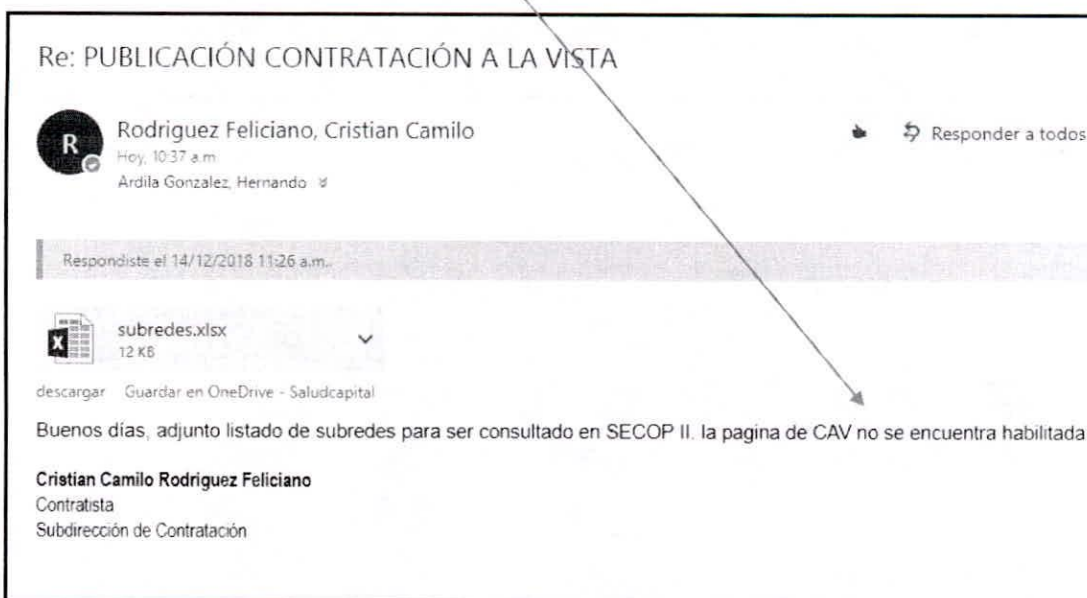 Re: PUBLICACIÓN CONTRATACIÓN A LA VISTA
R
Rodriguez Feliciano, Cristian Camilo
Responder a todos
Hoy, 10:37 a.m.
Ardila Gonzalez, Hernando
Respondiste el 14/12/2018 11:26 a.m.
X
subredes.xlsx
12 KB
descargar Guardar en OneDrive - Saludcapital
Buenos días, adjunto listado de subredes para ser consultado en SECOP II. la pagina de CAV no se encuentra habilitada
Cristian Camilo Rodriguez Feliciano
Contratista
Subdirección de Contratación